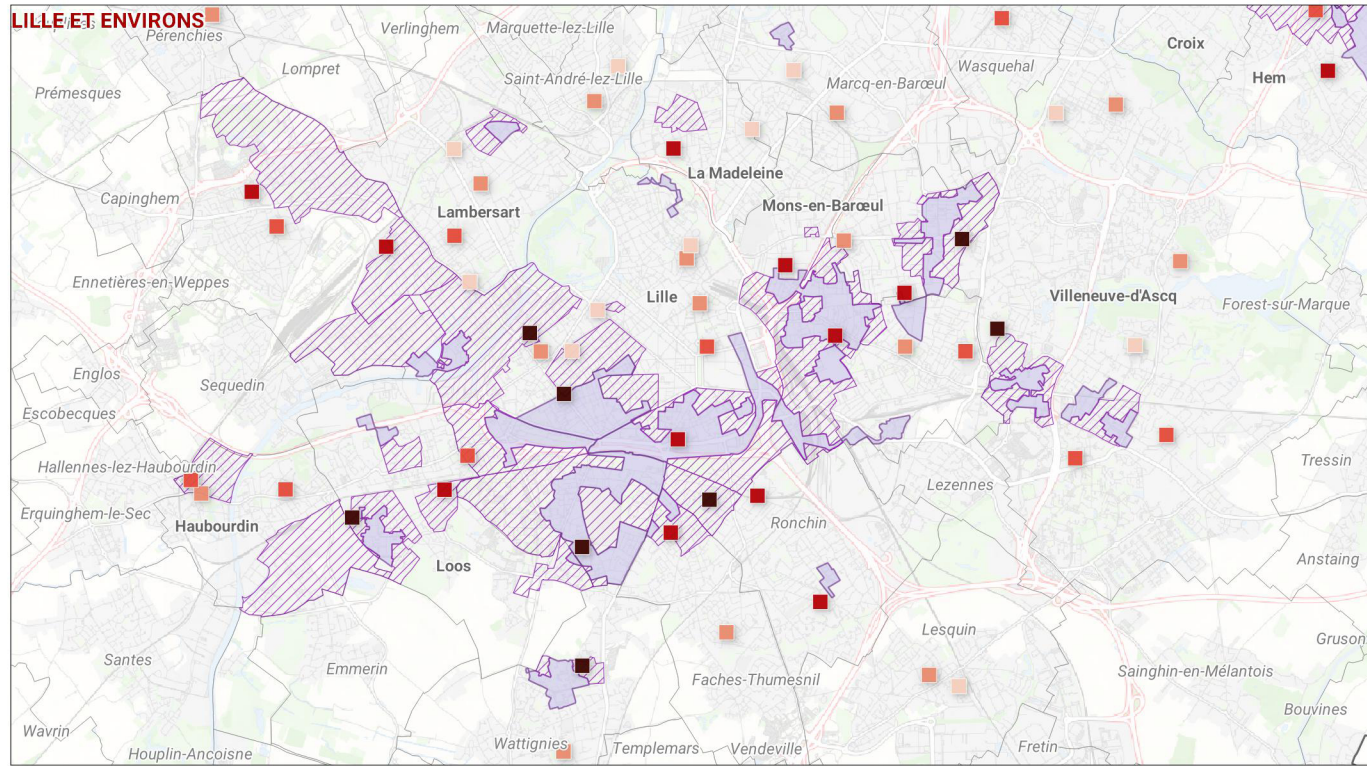 LILLE ET ENVIRONS
Pérenchies
Verlinghem
Marquette-lez-Lille
Croix
Wasquehal
Lompret
Saint-André-lez-Lille
Marcq-en-Barœul
Hem
Prémesques
La Madeleine
Capinghem
Lambersart
Mons-en-Barœul
Ennetières-en-Weppes
Lille
Villeneuve-d'Ascq
Forest-sur-Marque
Englos
Sequedin
Escobecques
Hallennes-lez-Haubourdin
Tressin
Erquinghem-le-Sec
Lezennes
Haubourdin
Ronchin
Loos
Anstaing
Lesquin
Gruson
Santes
Emmerin
Faches-Thumesnil
Sainghin-en-Mélantois
Bouvines
Wavrin
Houplin-Ancoisne
Wattignies
Templemars
Vendeville
Fretin